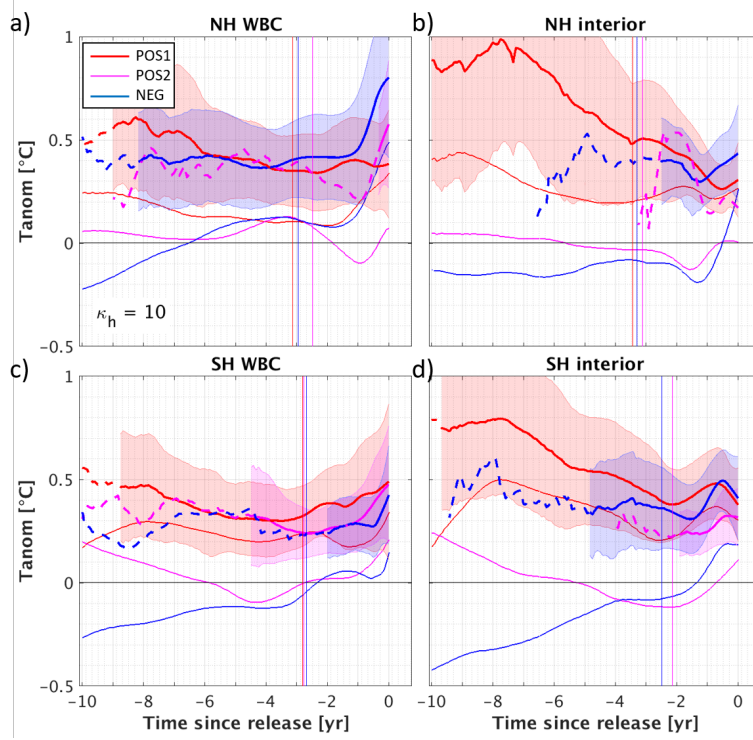 a) NH WBC
b) NH interior
1
0.5
0
−0.5
Tanom [°C]
POS1
POS2
NEG
κh = 10
c) SH WBC
d) SH interior
1
0.5
0
−0.5
Tanom [°C]
−10 −8 −6 −4 −2 0
−10 −8 −6 −4 −2 0
Time since release [yr]
Time since release [yr]